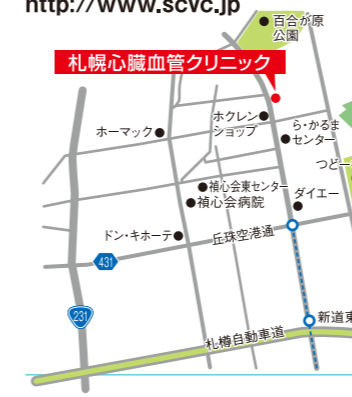 http://www.scvc.jp
百合が原
公園
札幌心臓血管クリニック
ホクレン
ショップ
ホーマック
ら・かるま
センター
つどー
禎心会東センター
禎心会病院
ダイエー
ドン・キホーテ
丘珠空港通
431
231
新道東
札樽自動車道